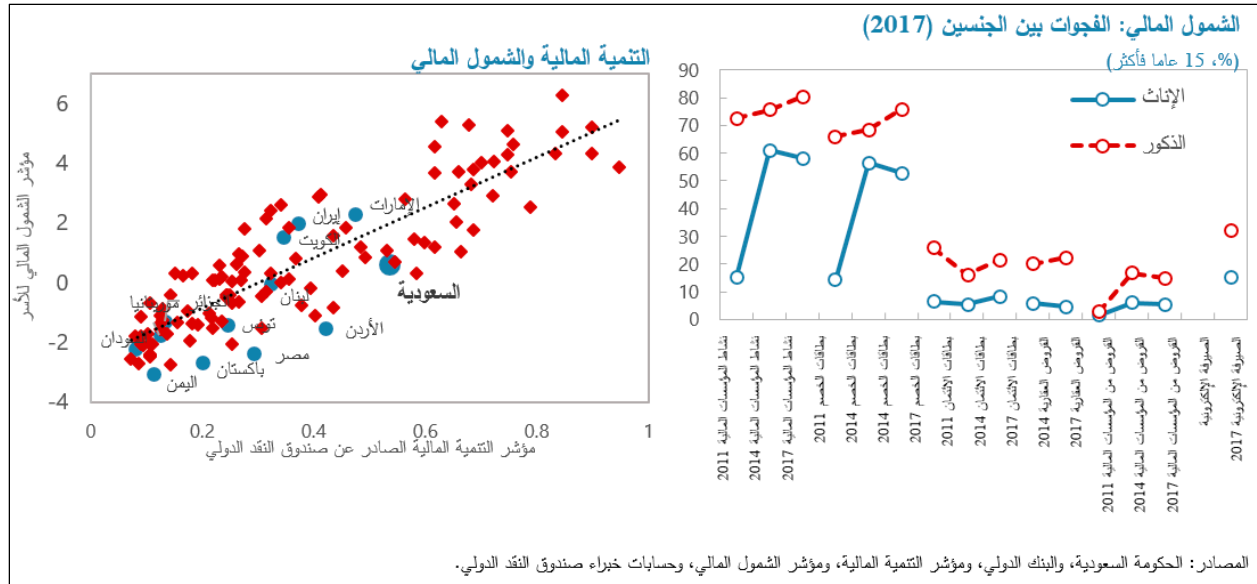 الشمول المالي: الفجوات بين الجنسين (2017)
(%، 15 عاما فأكثر)
90
80
70
60
50
40
30
20
10
0
الإناث
الذكور
نشاط المؤسسات المالية 2011
نشاط المؤسسات المالية 2014
نشاط المؤسسات المالية 2017
بطاقات الخصم 2011
بطاقات الخصم 2014
بطاقات الخصم 2017
بطاقات الائتمان 2011
بطاقات الائتمان 2014
بطاقات الائتمان 2017
القروض العقارية 2014
القروض العقارية 2017
القروض من المؤسسات المالية 2011
القروض من المؤسسات المالية 2014
القروض من المؤسسات المالية 2017
الصيرفة الإلكترونية
الصيرفة الإلكترونية 2017
التنمية المالية والشمول المالي
مؤشر الشمول المالي للأسر
6
4
2
0
-2
-4
الإمارات
إيران
الكويت
السعودية
لبنان
الجزائر
موريتانيا
تونس
الأردن
السودان
مصر
باكستان
اليمن
0
0.2
0.4
0.6
0.8
1
مؤشر التنمية المالية الصادر عن صندوق النقد الدولي
المصادر: الحكومة السعودية، والبنك الدولي، ومؤشر التنمية المالية، ومؤشر الشمول المالي، وحسابات خبراء صندوق النقد الدولي.